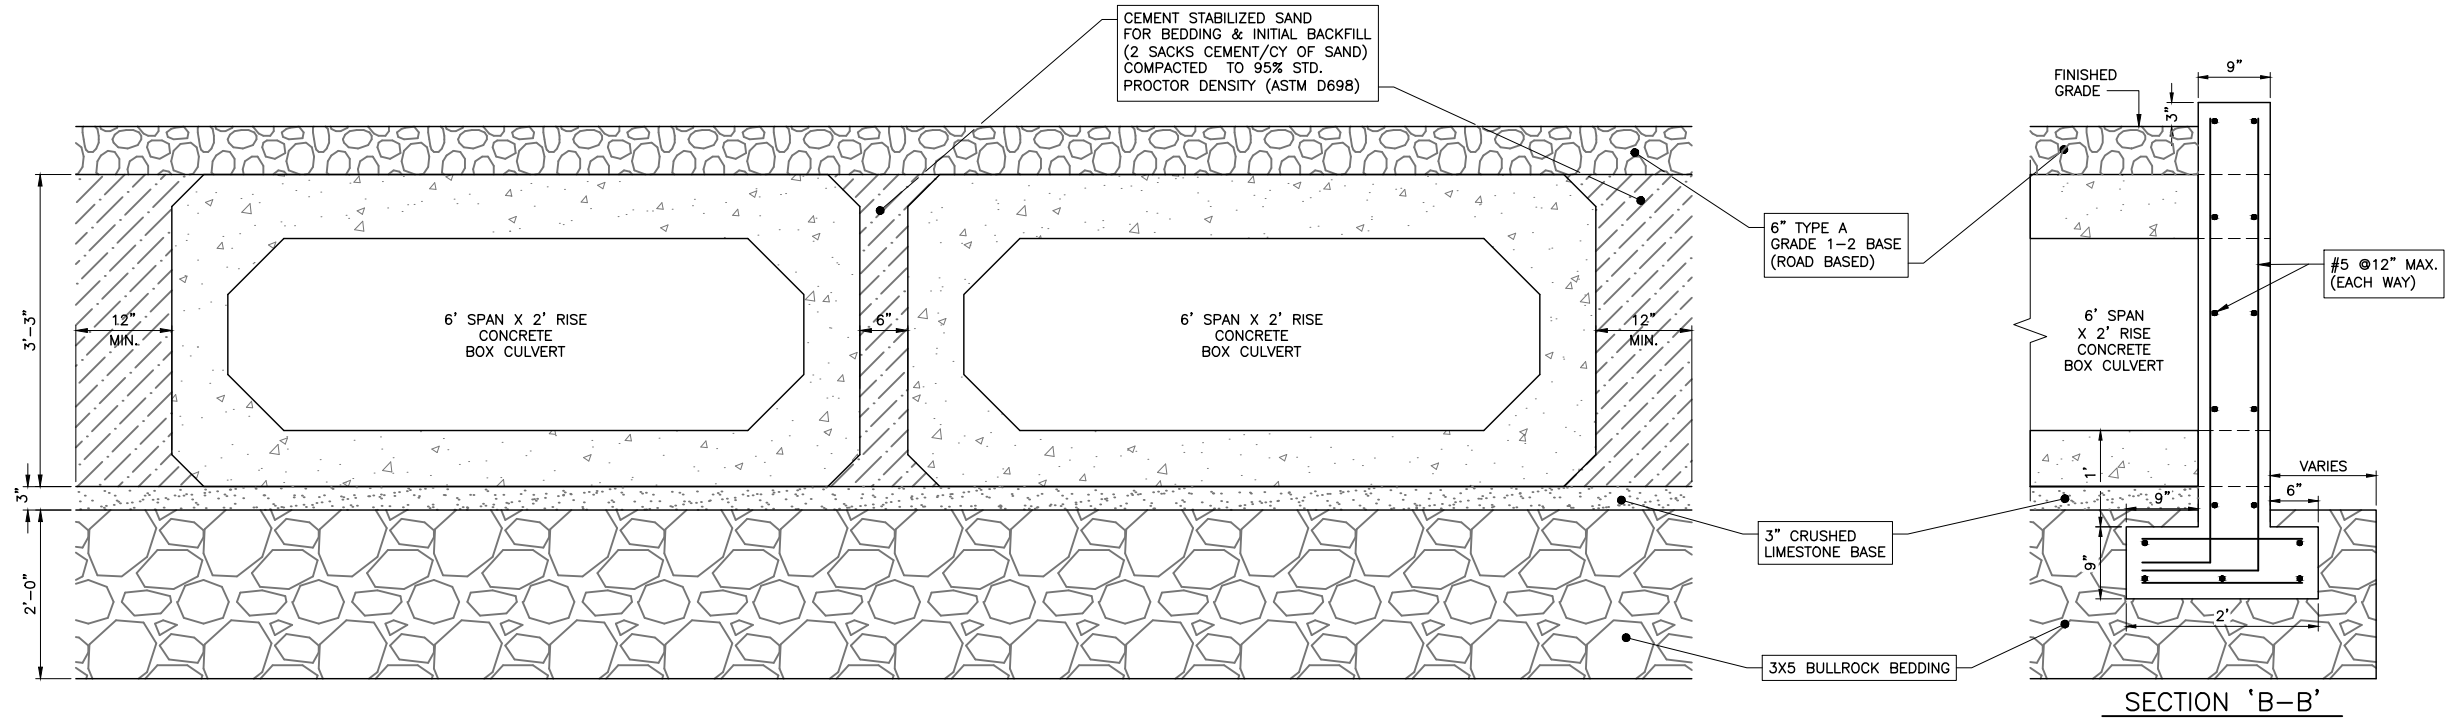 CEMENT STABILIZED SAND
FOR BEDDING & INITIAL BACKFILL
(2 SACKS CEMENT/CY OF SAND)
COMPACTED TO 95% STD.
PROCTOR DENSITY (ASTM D698)
3'-3"
3"
2'-0"
12"
MIN.
6' SPAN X 2' RISE
CONCRETE
BOX CULVERT
6"
6' SPAN X 2' RISE
CONCRETE
BOX CULVERT
12"
MIN.
6" TYPE A
GRADE 1-2 BASE
(ROAD BASED)
3" CRUSHED
LIMESTONE BASE
3X5 BULLROCK BEDDING
FINISHED
GRADE
9"
3"
#5 @12" MAX.
(EACH WAY)
6' SPAN
X 2' RISE
CONCRETE
BOX CULVERT
1'
VARIES
9"
6"
9"
2'
SECTION 'B-B'